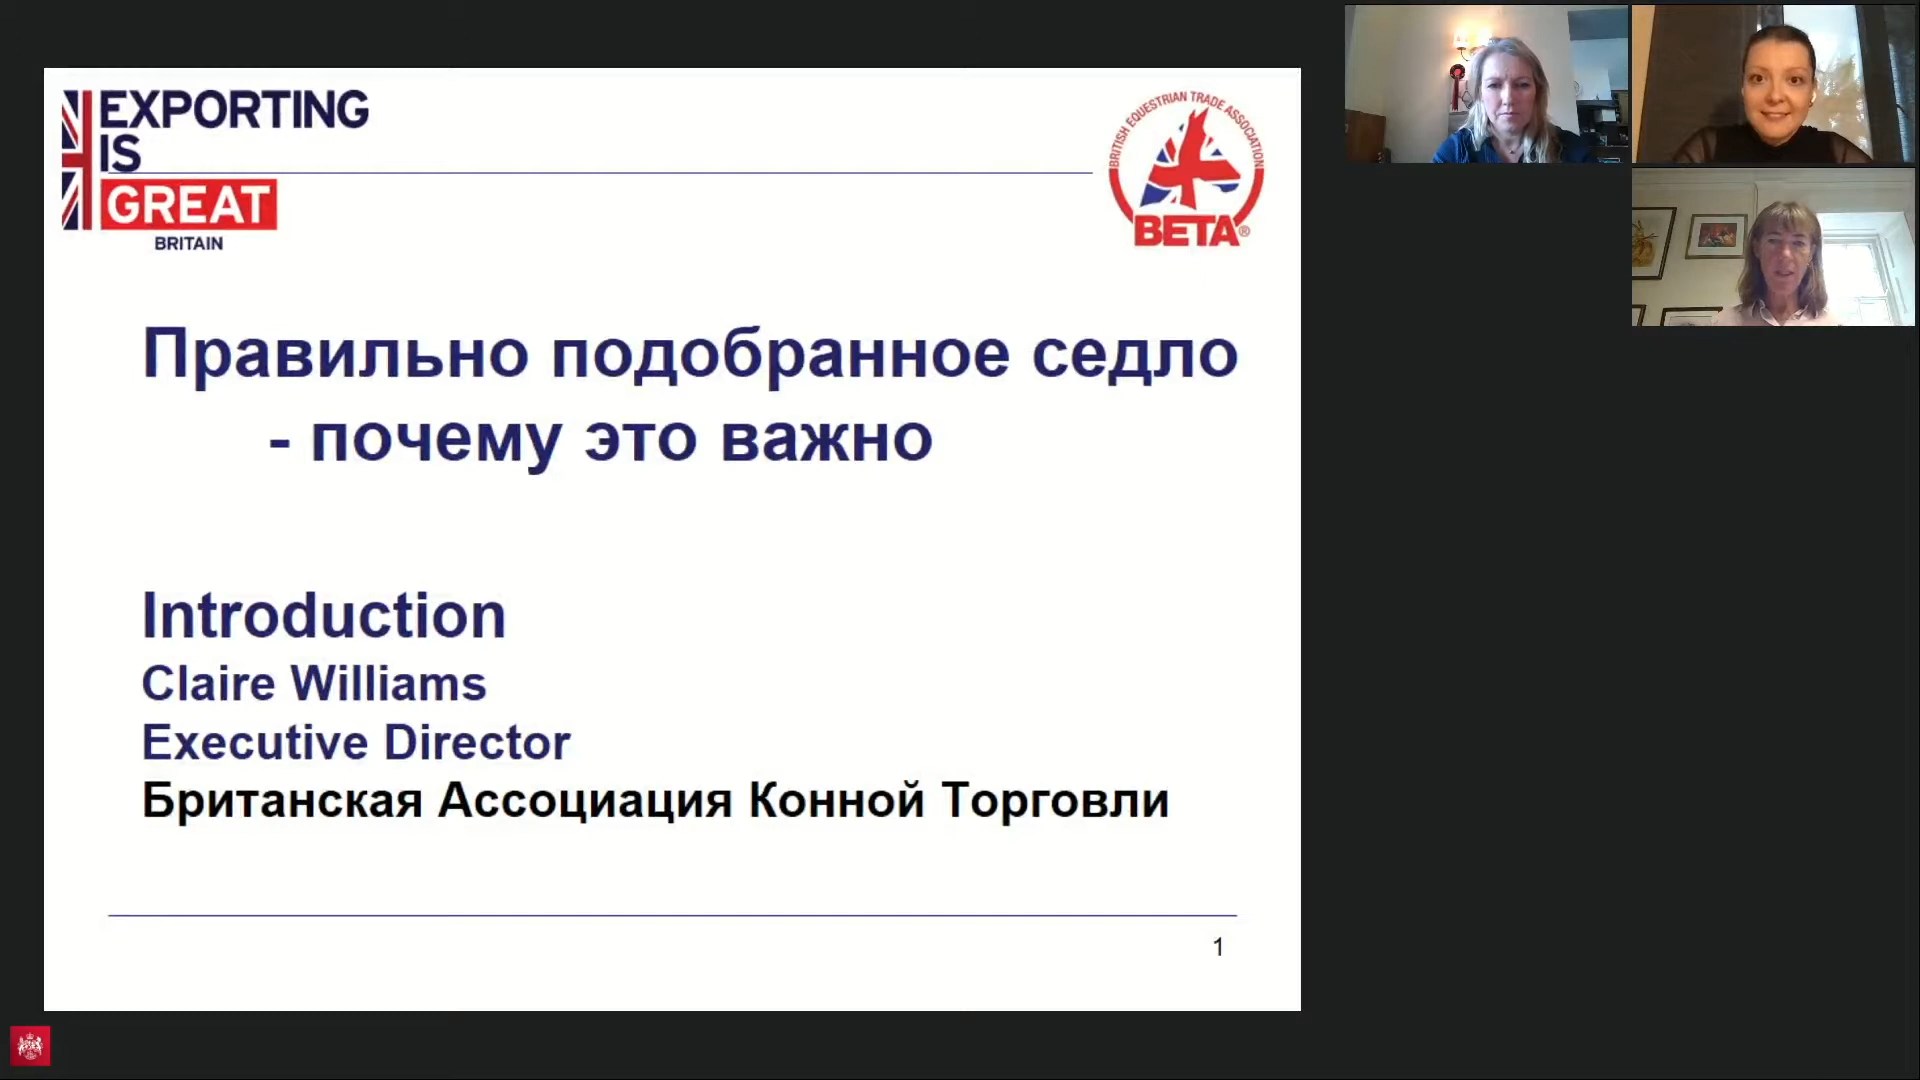 EXPORTING
IS
GREAT
BRITAIN
BRITISH EQUESTRIAN TRADE ASSOCIATION
BETA®
Правильно подобранное седло
- почему это важно
Introduction
Claire Williams
Executive Director
Британская Ассоциация Конной Торговли
1